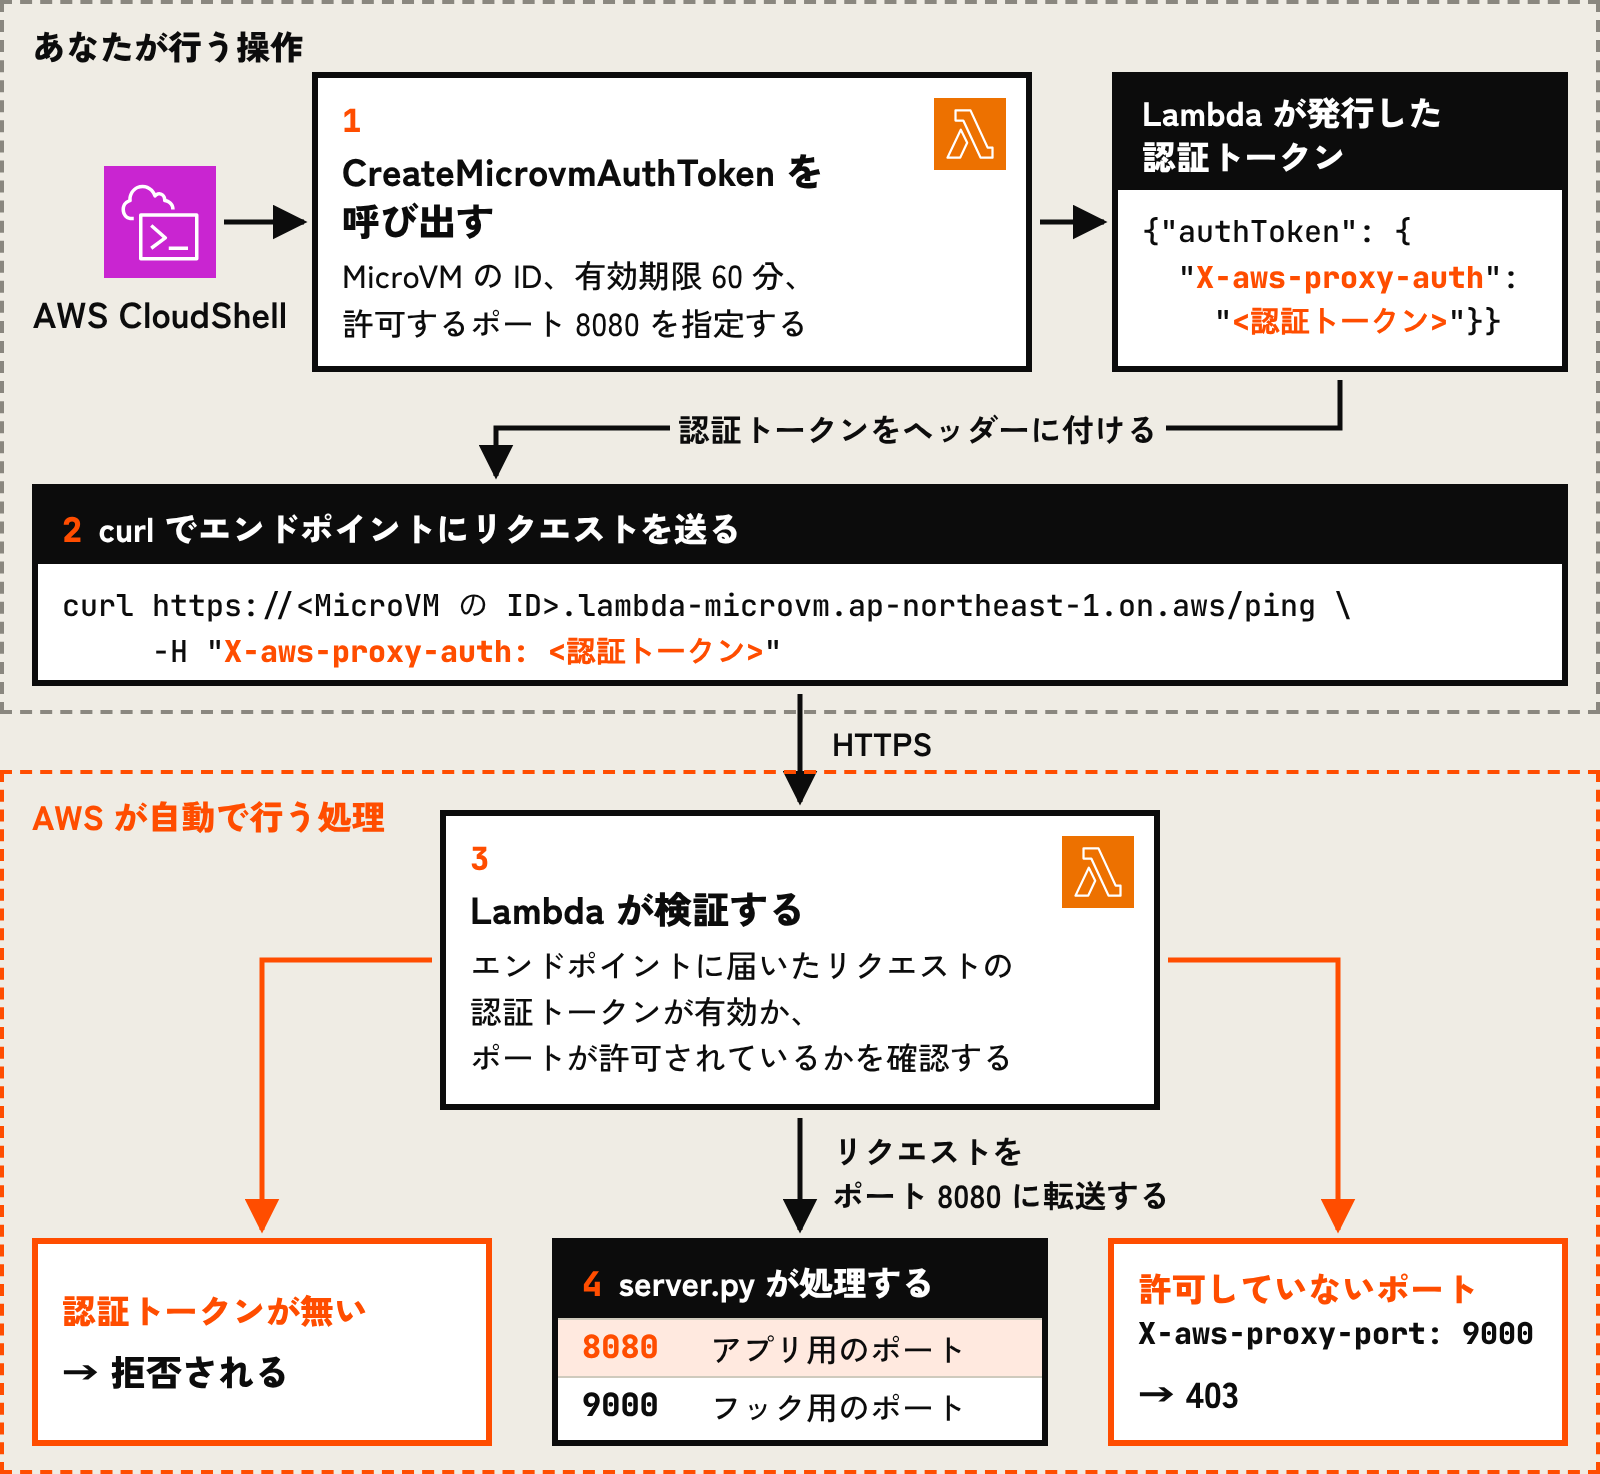 あなたが行う操作
AWS CloudShell
1
CreateMicrovmAuthToken を
呼び出す
MicroVM の ID、有効期限 60 分、
許可するポート 8080 を指定する
Lambda が発行した
認証トークン
{"authToken": {
"X-aws-proxy-auth":
"<認証トークン>"}}
認証トークンをヘッダーに付ける
2 curl でエンドポイントにリクエストを送る
curl https://<MicroVM の ID>.lambda-microvm.ap-northeast-1.on.aws/ping \
-H "X-aws-proxy-auth: <認証トークン>"
HTTPS
AWS が自動で行う処理
3
Lambda が検証する
エンドポイントに届いたリクエストの
認証トークンが有効か、
ポートが許可されているかを確認する
リクエストを
ポート 8080 に転送する
認証トークンが無い
→ 拒否される
4 server.py が処理する
8080 アプリ用のポート
9000 フック用のポート
許可していないポート
X-aws-proxy-port: 9000
→ 403